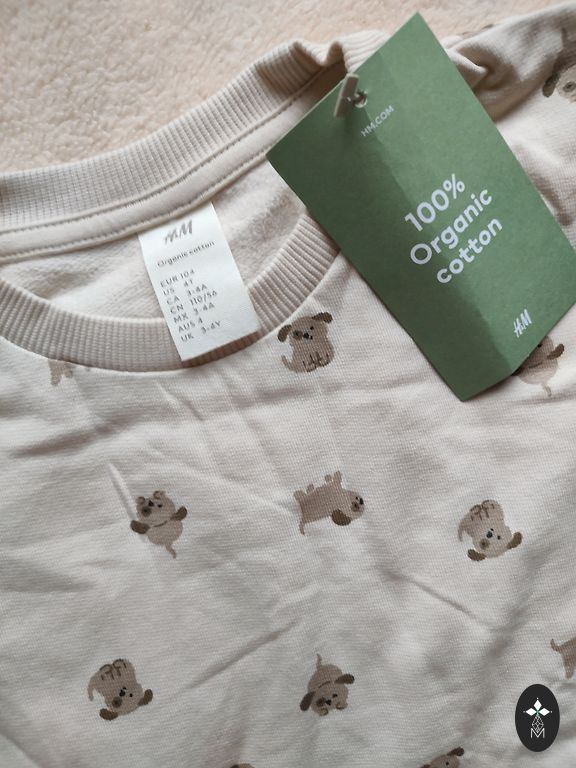 HM.COM
100%
Organic
cotton
H&M
H&M
Organic cotton
EUR 104
US 4Y
CA 3-4A
CN 110/56
MX 3-4A
AUS 4
UK 3-4Y
M